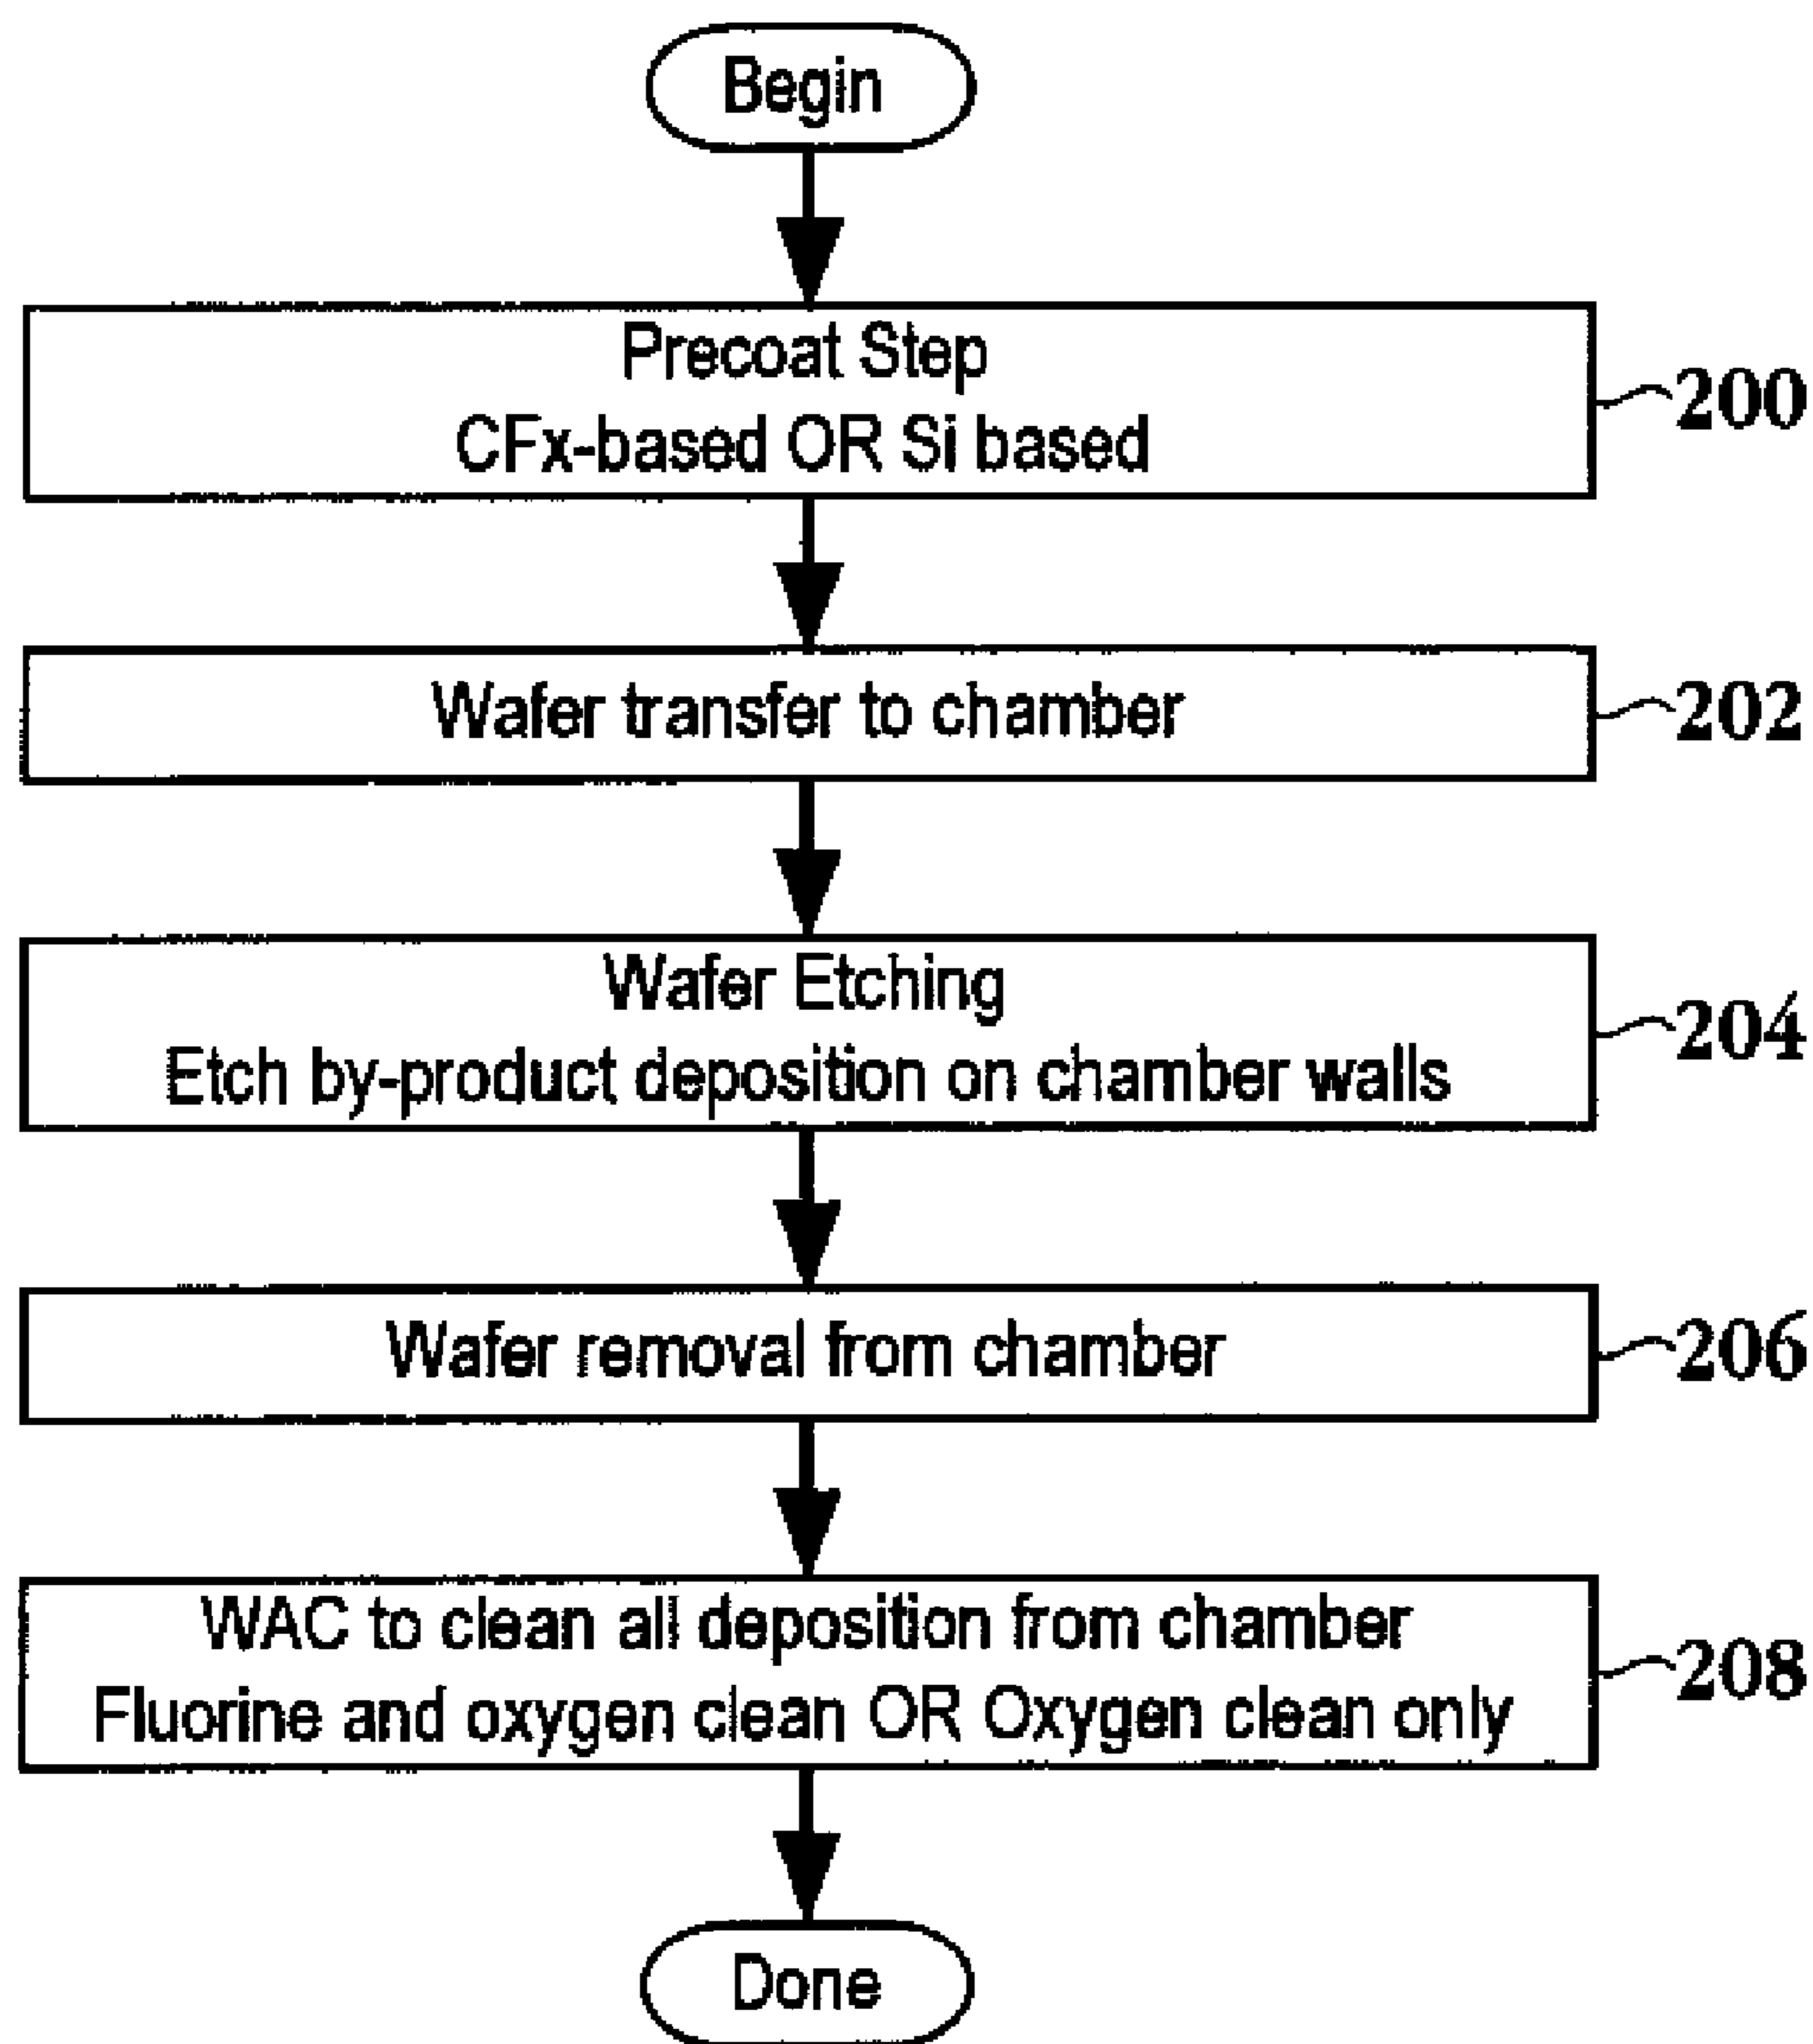 Begin
Precoat Step
CFx-based OR Si based
200
Wafer transfer to chamber
202
Wafer Etching
Etch by-product deposition on chamber walls
204
Wafer removal from chamber
206
WAC to clean all deposition from chamber
Fluorine and oxygen clean OR Oxygen clean only
208
Done